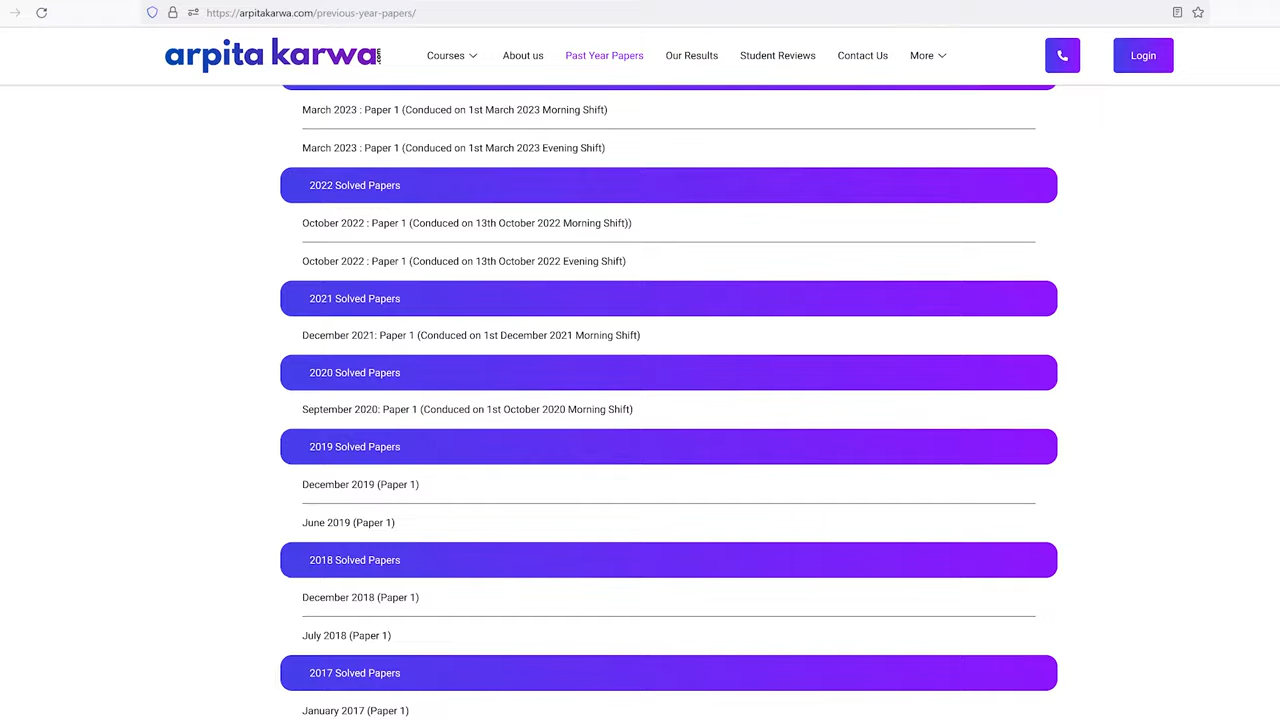 https://arpitakarwa.com/previous-year-papers/
arpita karwa.com
Courses
About us
Past Year Papers
Our Results
Student Reviews
Contact Us
More
Login
March 2023 : Paper 1 (Conduced on 1st March 2023 Morning Shift)
March 2023 : Paper 1 (Conduced on 1st March 2023 Evening Shift)
2022 Solved Papers
October 2022 : Paper 1 (Conduced on 13th October 2022 Morning Shift))
October 2022 : Paper 1 (Conduced on 13th October 2022 Evening Shift)
2021 Solved Papers
December 2021: Paper 1 (Conduced on 1st December 2021 Morning Shift)
2020 Solved Papers
September 2020: Paper 1 (Conduced on 1st October 2020 Morning Shift)
2019 Solved Papers
December 2019 (Paper 1)
June 2019 (Paper 1)
2018 Solved Papers
December 2018 (Paper 1)
July 2018 (Paper 1)
2017 Solved Papers
January 2017 (Paper 1)